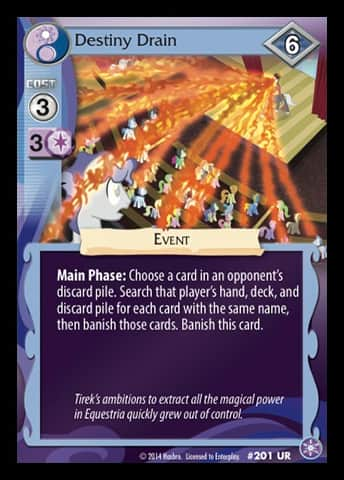 Destiny Drain
6
COST
3
3
EVENT
Main Phase: Choose a card in an opponent's
discard pile. Search that player's hand, deck, and
discard pile for each card with the same name,
then banish those cards. Banish this card.
Tirek's ambitions to extract all the magical power
in Equestria quickly grew out of control.
© 2014 Hasbro. Licensed to Enterplay. #201 UR